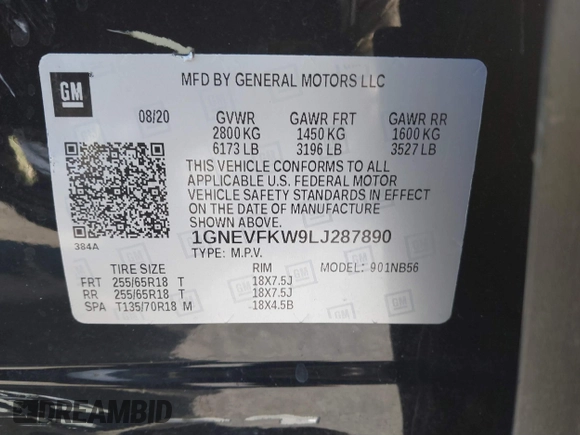 GM
MFD BY GENERAL MOTORS LLC
08/20 GVWR GAWR FRT GAWR RR
2800 KG 1450 KG 1600 KG
6173 LB 3196 LB 3527 LB
THIS VEHICLE CONFORMS TO ALL
APPLICABLE U.S. FEDERAL MOTOR
VEHICLE SAFETY STANDARDS IN EFFECT
ON THE DATE OF MANUFACTURE
SHOWN ABOVE.
384A
1GNEVFKW9LJ287890
TYPE: M.P.V.
TIRE SIZE RIM MODEL: 901NB56
FRT 255/65R18 T 18X7.5J
RR 255/65R18 T 18X7.5J
SPA T135/70R18 M 18X4.5B
DREAMBID